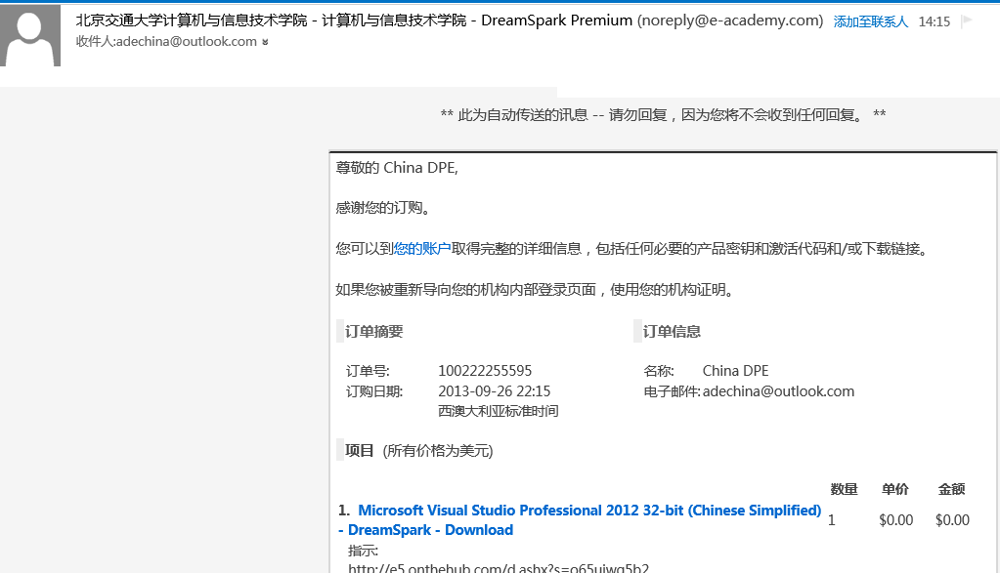 北京交通大学计算机与信息技术学院 - 计算机与信息技术学院 - DreamSpark Premium (noreply@e-academy.com) 添加至联系人 14:15
收件人:adechina@outlook.com
** 此为自动传送的讯息 -- 请勿回复，因为您将不会收到任何回复。 **
尊敬的 China DPE,
感谢您的订购。
您可以到您的账户取得完整的详细信息，包括任何必要的产品密钥和激活代码和/或下载链接。
如果您被重新导向您的机构内部登录页面，使用您的机构证明。
订单摘要 订单信息
订单号: 100222255595 名称: China DPE
订购日期: 2013-09-26 22:15 电子邮件: adechina@outlook.com
西澳大利亚标准时间
项目 (所有价格为美元)
数量 单价 金额
1. Microsoft Visual Studio Professional 2012 32-bit (Chinese Simplified) 1 $0.00 $0.00
- DreamSpark - Download
指示:
http://e5.onthehub.com/d.ashx?s=o65uiwq5b2